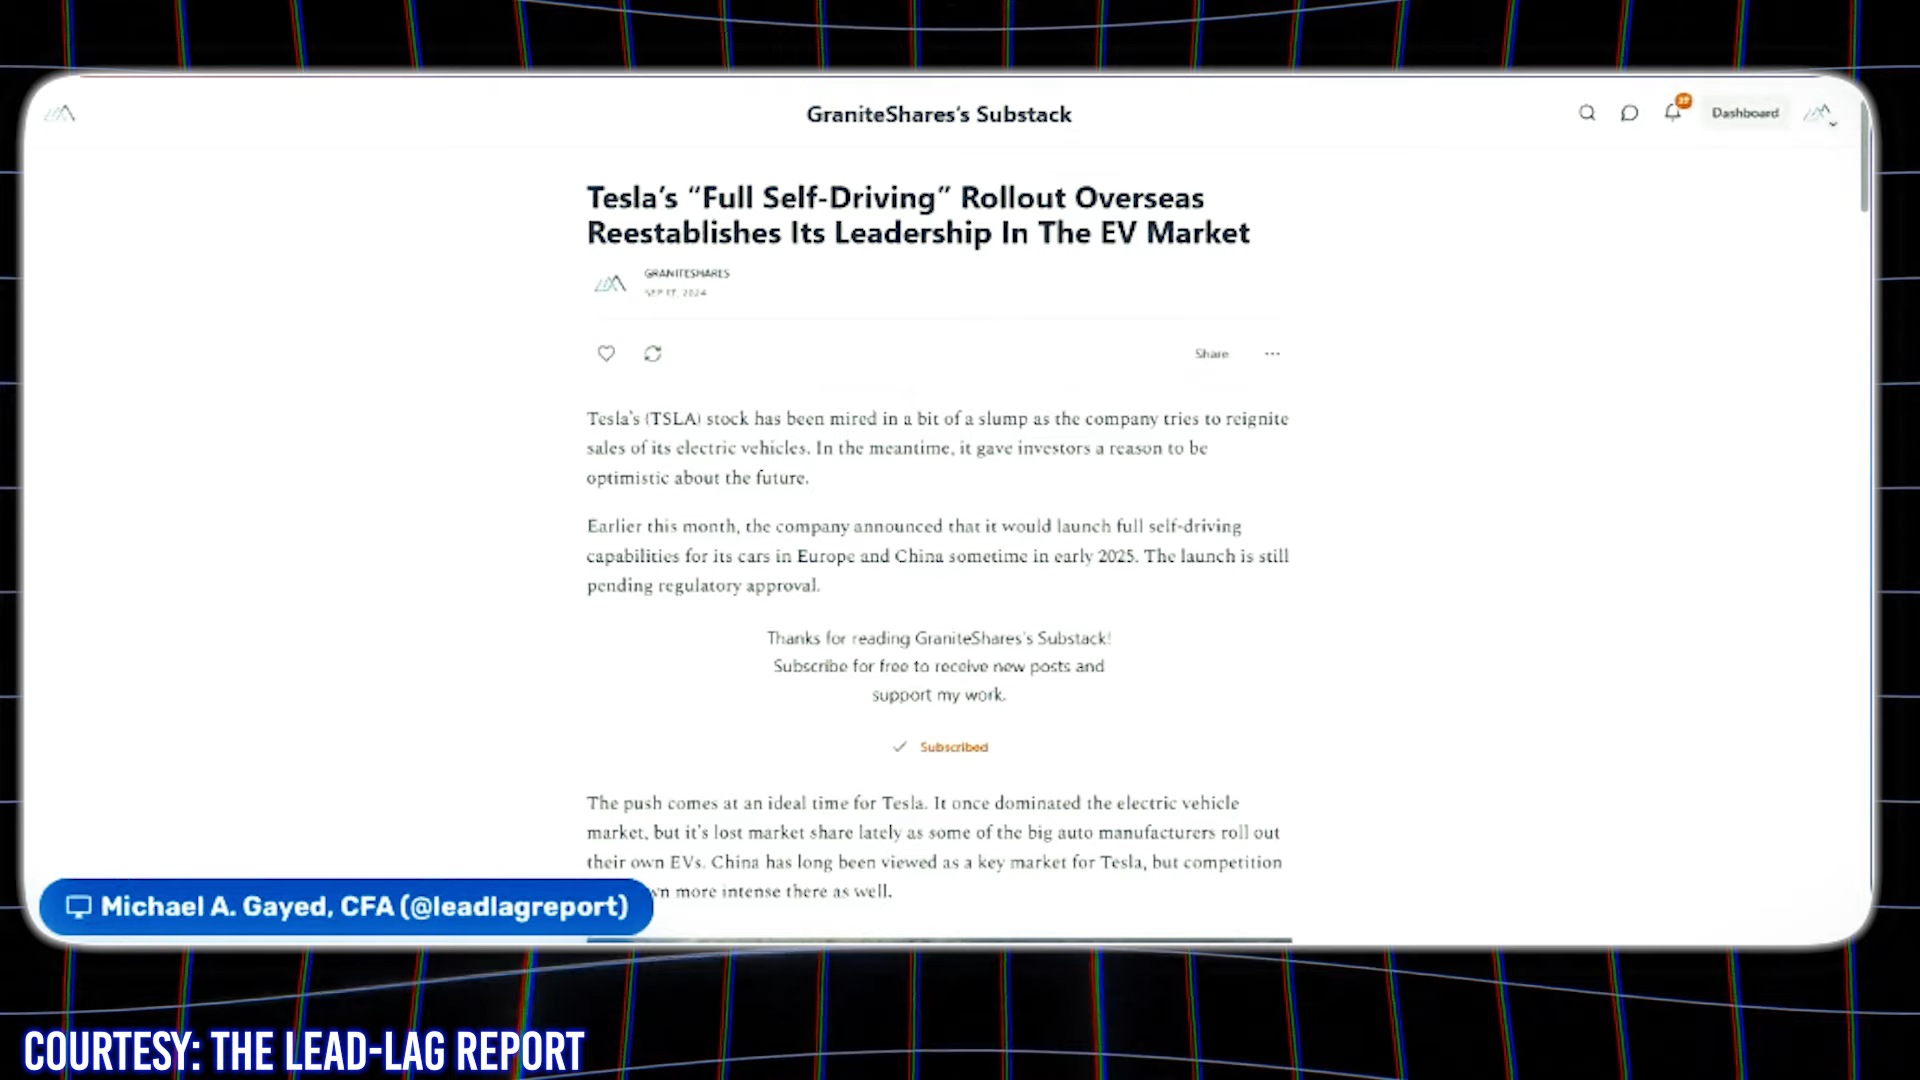 GraniteShares's Substack
37
Dashboard
Tesla's “Full Self-Driving” Rollout Overseas
Reestablishes Its Leadership In The EV Market
GRANITESHARES
SEP 17, 2024
Share
Tesla's (TSLA) stock has been mired in a bit of a slump as the company tries to reignite
sales of its electric vehicles. In the meantime, it gave investors a reason to be
optimistic about the future.
Earlier this month, the company announced that it would launch full self-driving
capabilities for its cars in Europe and China sometime in early 2025. The launch is still
pending regulatory approval.
Thanks for reading GraniteShares's Substack!
Subscribe for free to receive new posts and
support my work.
Subscribed
The push comes at an ideal time for Tesla. It once dominated the electric vehicle
market, but it's lost market share lately as some of the big auto manufacturers roll out
their own EVs. China has long been viewed as a key market for Tesla, but competition
more intense there as well.
Michael A. Gayed, CFA (@leadlagreport)
COURTESY: THE LEAD-LAG REPORT